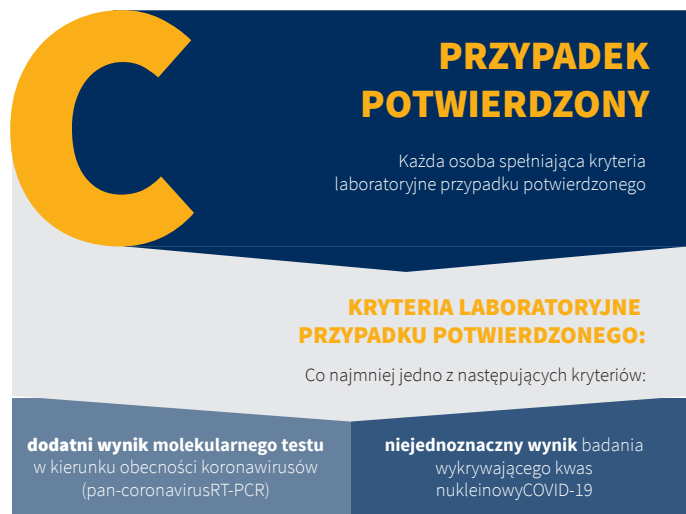 C
PRZYPADEK
POTWIERDZONY
Każda osoba spełniająca kryteria
laboratoryjne przypadku potwierdzonego
KRYTERIA LABORATORYJNE
PRZYPADKU POTWIERDZONEGO:
Co najmniej jedno z następujących kryteriów:
dodatni wynik molekularnego testu
w kierunku obecności koronawirusów
(pan-coronavirusRT-PCR)
niejednoznaczny wynik badania
wykrywającego kwas
nukleinowyCOVID-19